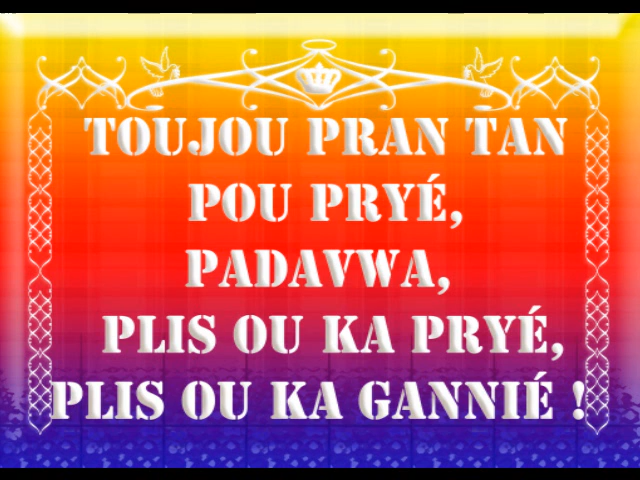 TOUJOU PRAN TAN
POU PRYÉ,
PADAVWA,
PLIS OU KA PRYÉ,
PLIS OU KA GANNIÉ !